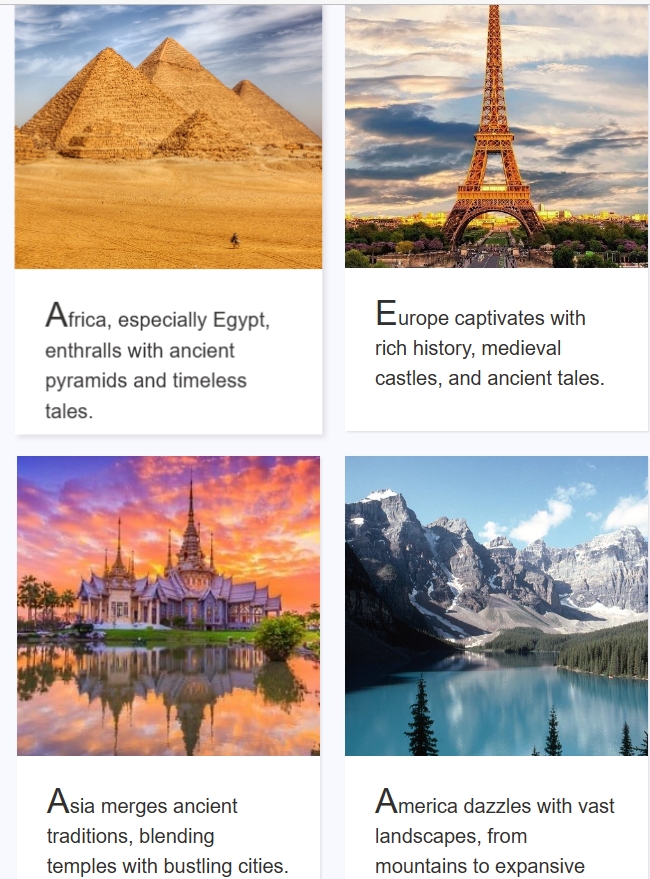 Africa, especially Egypt,
enthralls with ancient
pyramids and timeless
tales.
Europe captivates with
rich history, medieval
castles, and ancient tales.
Asia merges ancient
traditions, blending
temples with bustling cities.
America dazzles with vast
landscapes, from
mountains to expansive